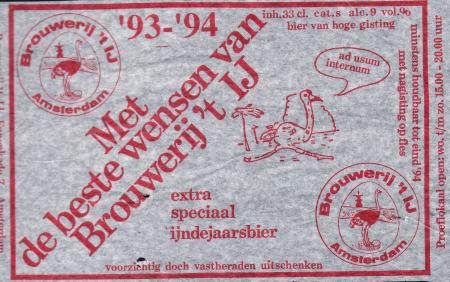 '93-'94
inh. 33 cl. cat. s alc. 9 vol.%
bier van hoge gisting
Brouwerij 't IJ
Amsterdam
Met
de beste wensen van
Brouwerij 't IJ
ad usum
internum
minstens houdbaar tot eind '94
met nagisting op fles
Proeflokaal open: wo. t/m zo. 15.00 - 20.00 uur
extra
speciaal
ijndejaarsbier
Brouwerij 't IJ
Amsterdam
voorzichtig doch vastberaden uitschenken